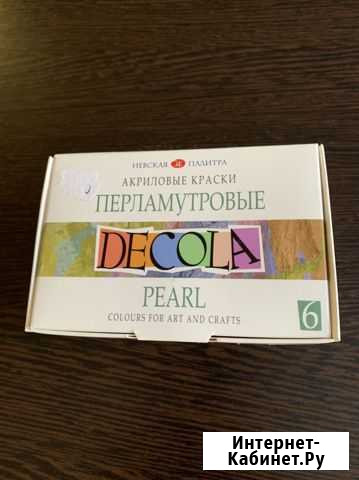 НЕВСКАЯ ПАЛИТРА
АКРИЛОВЫЕ КРАСКИ
ПЕРЛАМУТРОВЫЕ
DECOLA
PEARL
COLOURS FOR ART AND CRAFTS
6
Интернет-
Кабинет.Ру